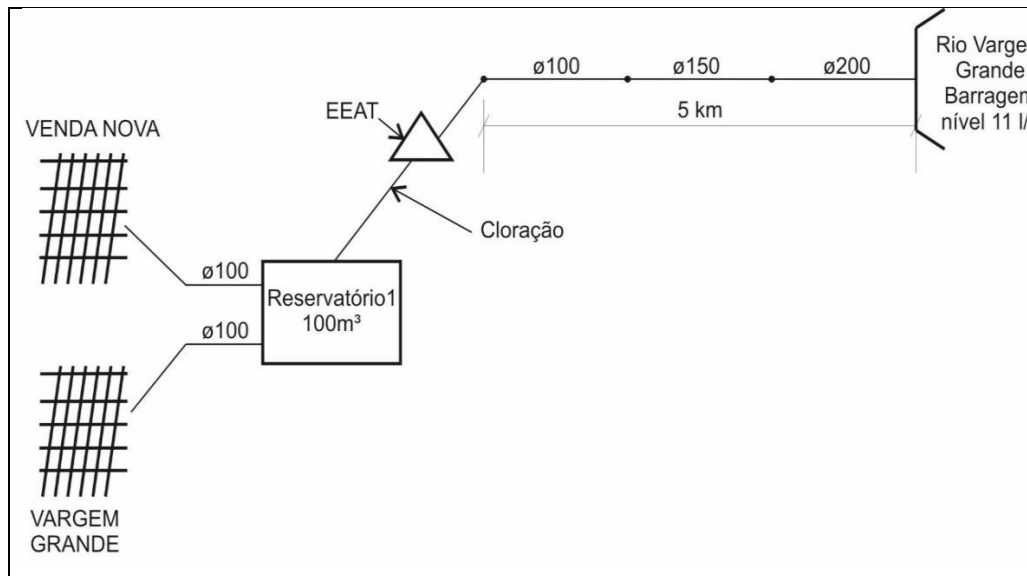 ø100 ø150 ø200
5 km
Rio Varge
Grande
Barragem
nível 11 l/
EEAT
Cloração
VENDA NOVA
ø100
ø100
Reservatório1
100m³
VARGEM
GRANDE